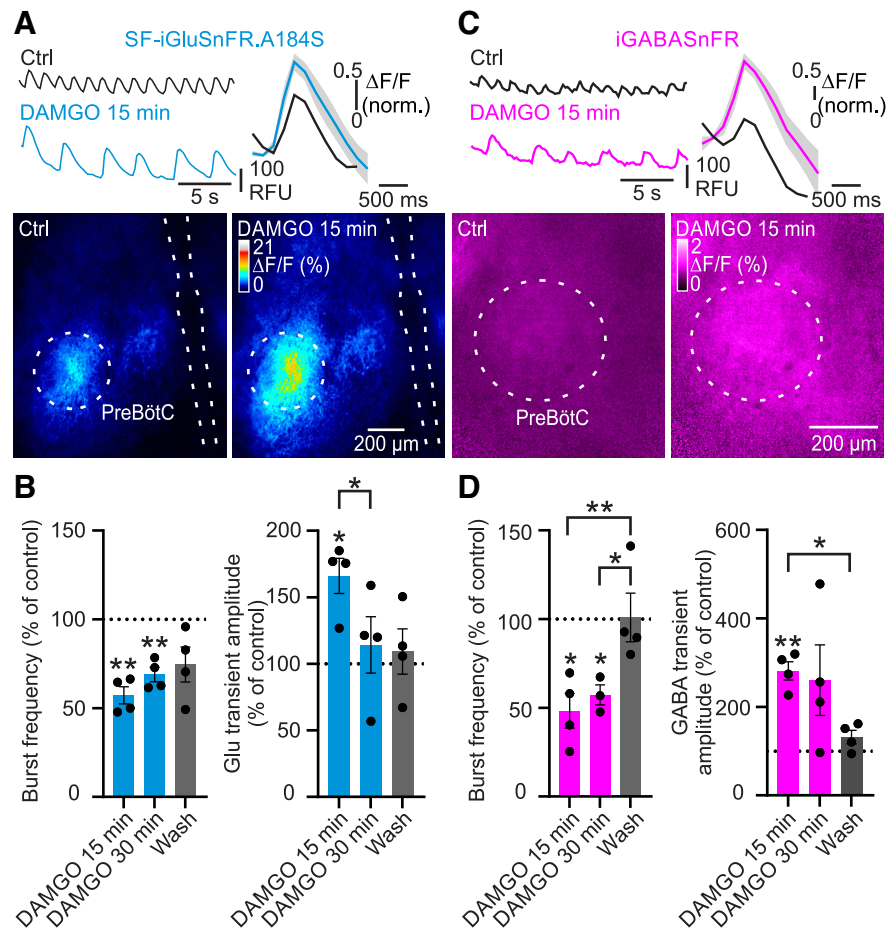 A
SF-iGluSnFR.A184S
Ctrl
DAMGO 15 min
0.5
0
ΔF/F
(norm.)
5 s
100
RFU
500 ms
Ctrl
PreBötC
DAMGO 15 min
21
ΔF/F (%)
0
200 µm
C
iGABASnFR
Ctrl
DAMGO 15 min
0.5
0
ΔF/F
(norm.)
5 s
100
RFU
500 ms
Ctrl
PreBötC
DAMGO 15 min
2
ΔF/F (%)
0
200 µm
B
Burst frequency (% of control)
150
100
50
0
**
**
DAMGO 15 min
DAMGO 30 min
Wash
Glu transient amplitude
(% of control)
200
150
100
50
0
*
*
DAMGO 15 min
DAMGO 30 min
Wash
D
Burst frequency (% of control)
150
100
50
0
**
*
*
*
DAMGO 15 min
DAMGO 30 min
Wash
GABA transient
amplitude (% of control)
600
400
200
0
*
**
DAMGO 15 min
DAMGO 30 min
Wash